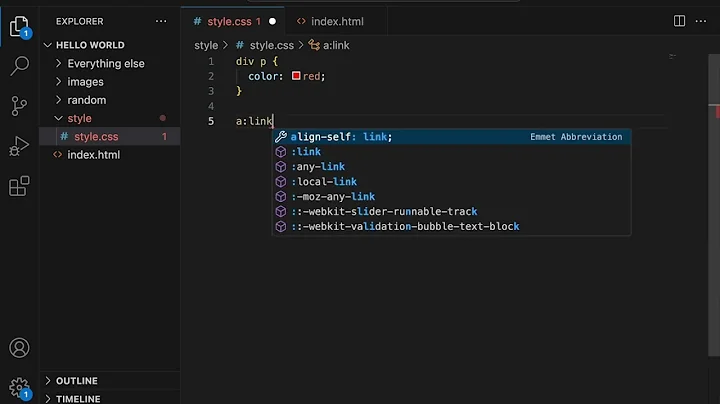 EXPLORER
HELLO WORLD
Everything else
images
random
style
# style.css 1
<> index.html
OUTLINE
TIMELINE
1
1
# style.css 1
<> index.html
style > # style.css > a:link
1 div p {
2 color: red;
3 }
4
5 a:link
align-self: link; Emmet Abbreviation
:link
:any-link
:local-link
:-moz-any-link
::-webkit-slider-runnable-track
::-webkit-validation-bubble-text-block